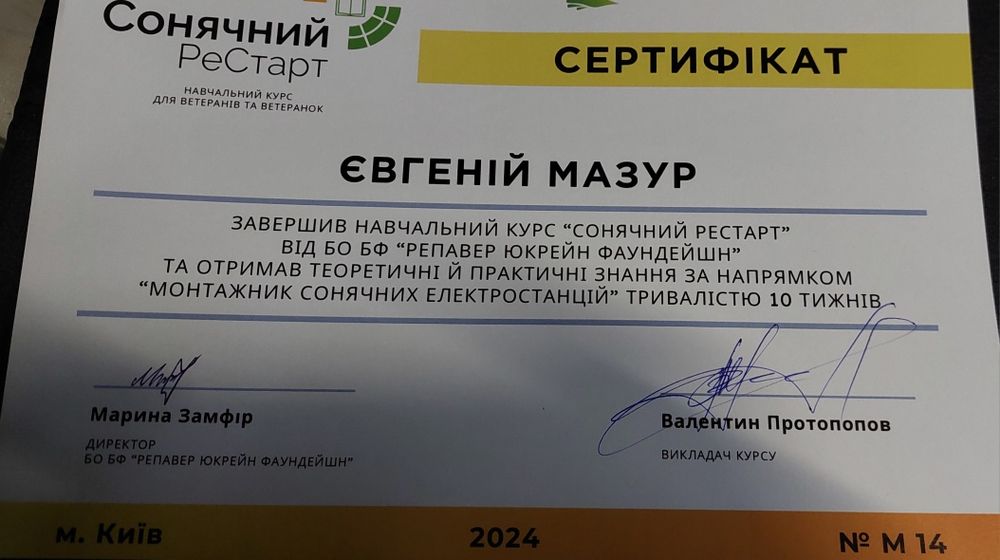 Сонячний
РеСтарт
НАВЧАЛЬНИЙ КУРС
ДЛЯ ВЕТЕРАНІВ ТА ВЕТЕРАНОК
СЕРТИФІКАТ
ЄВГЕНІЙ МАЗУР
ЗАВЕРШИВ НАВЧАЛЬНИЙ КУРС “СОНЯЧНИЙ РЕСТАРТ”
ВІД БО БФ “РЕПАВЕР ЮКРЕЙН ФАУНДЕЙШН”
ТА ОТРИМАВ ТЕОРЕТИЧНІ Й ПРАКТИЧНІ ЗНАННЯ ЗА НАПРЯМКОМ
“МОНТАЖНИК СОНЯЧНИХ ЕЛЕКТРОСТАНЦІЙ” ТРИВАЛІСТЮ 10 ТИЖНІВ
Марина Замфір
ДИРЕКТОР
БО БФ “РЕПАВЕР ЮКРЕЙН ФАУНДЕЙШН”
Валентин Протопопов
ВИКЛАДАЧ КУРСУ
м. Київ
2024
№ М 14